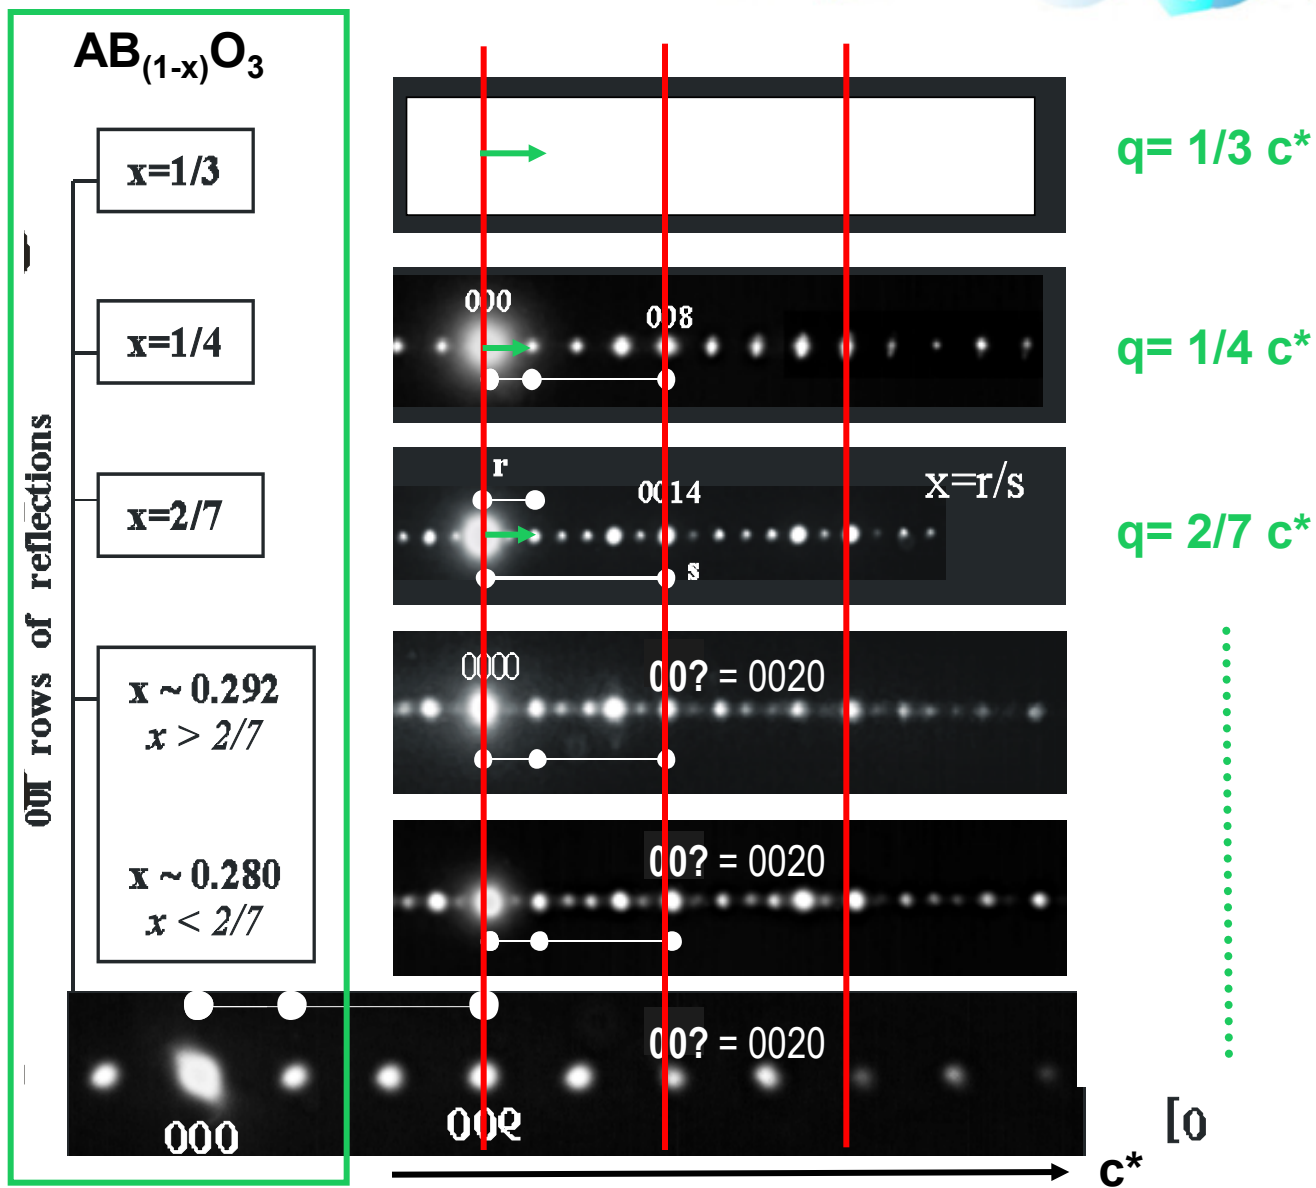 AB(1-x)O3
x=1/3
q= 1/3 c*
000
008
x=1/4
q= 1/4 c*
r
0014
x=r/s
x=2/7
s
q= 2/7 c*
rows of reflections
0000
00? = 0020
x ~ 0.292
x > 2/7
00? = 0020
x ~ 0.280
x < 2/7
00? = 0020
000
[0
c*